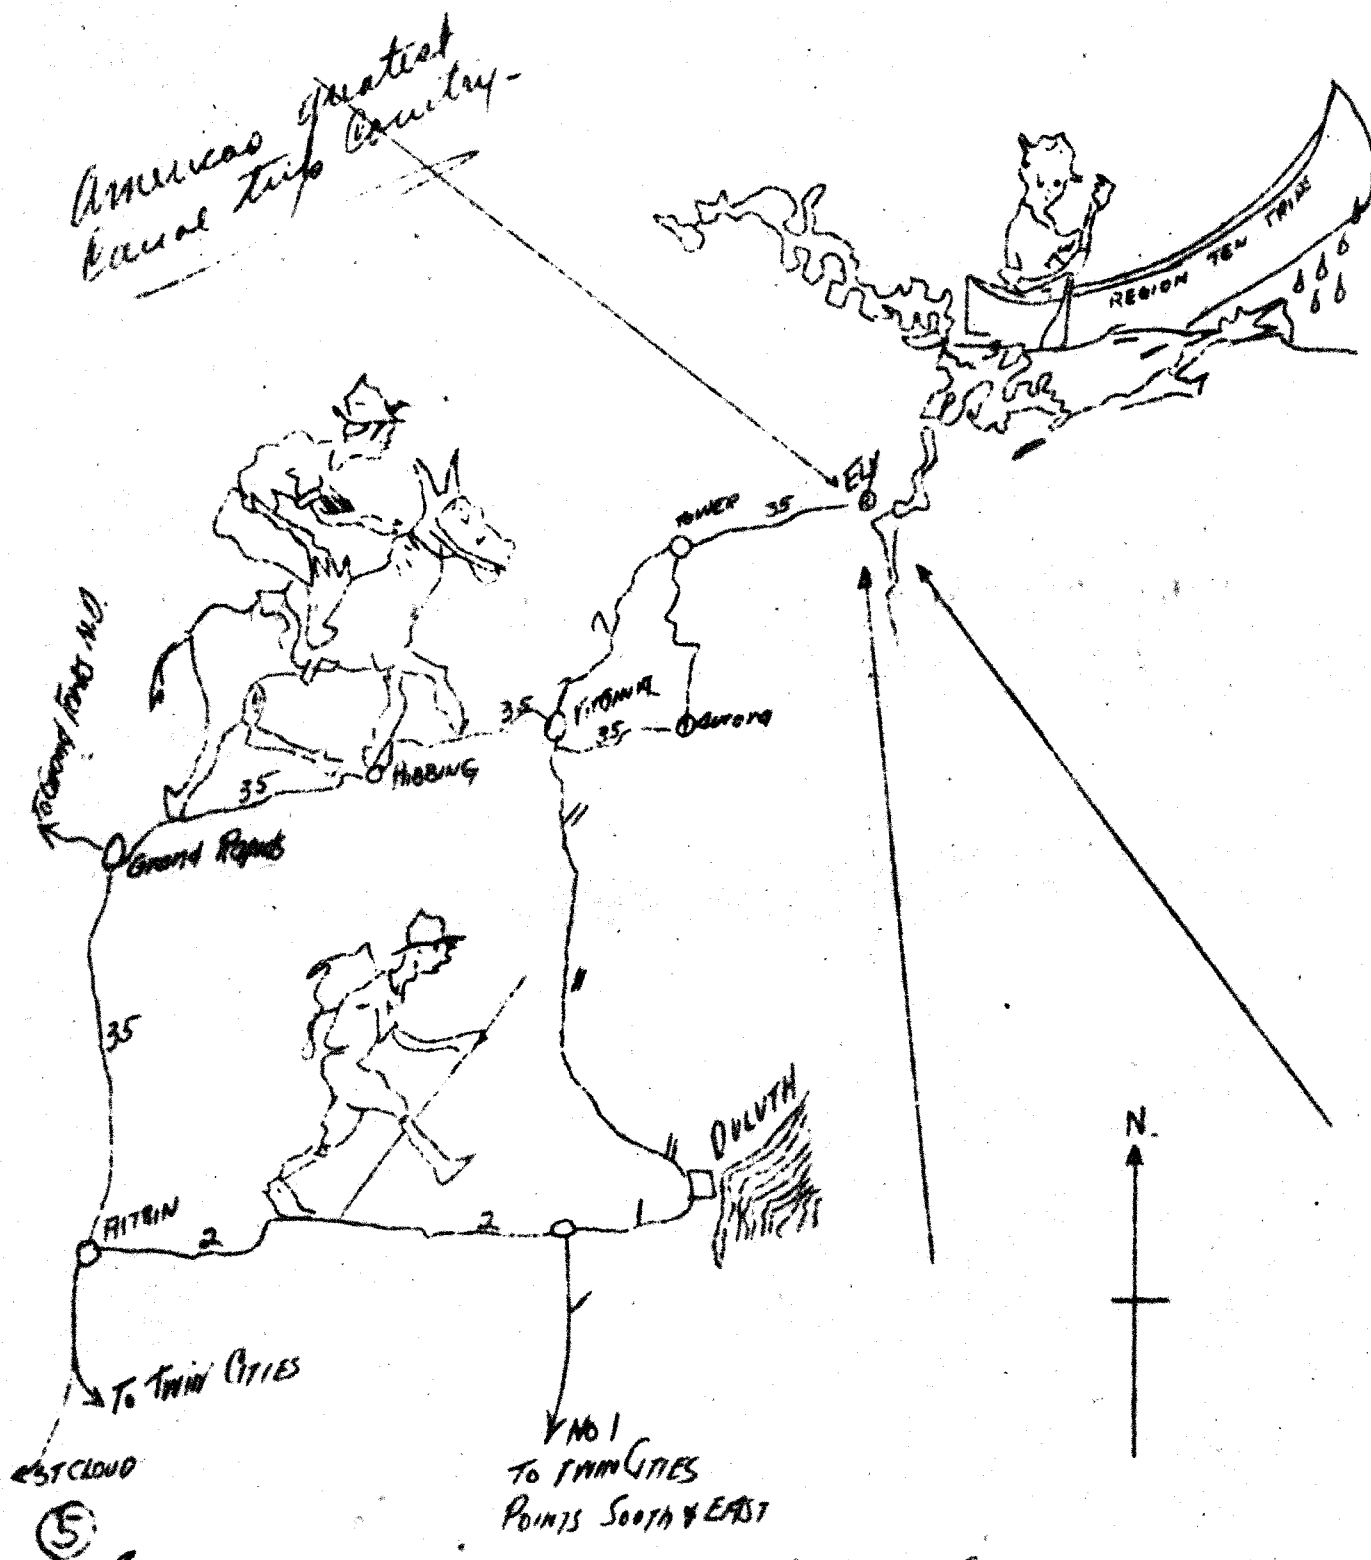 Americas greatest
Canoe trip Country-
REGION TEN TRIPS
ELY
TOWER
35
35
VIRGINIA
35
Aurora
HIBBING
35
TO GRAND FORKS N.D.
Grand Rapids
35
DULUTH
N.
AITKIN
2
2
1
TO TWIN CITIES
ST CLOUD
NO 1
TO TWIN CITIES
POINTS SOUTH & EAST
5